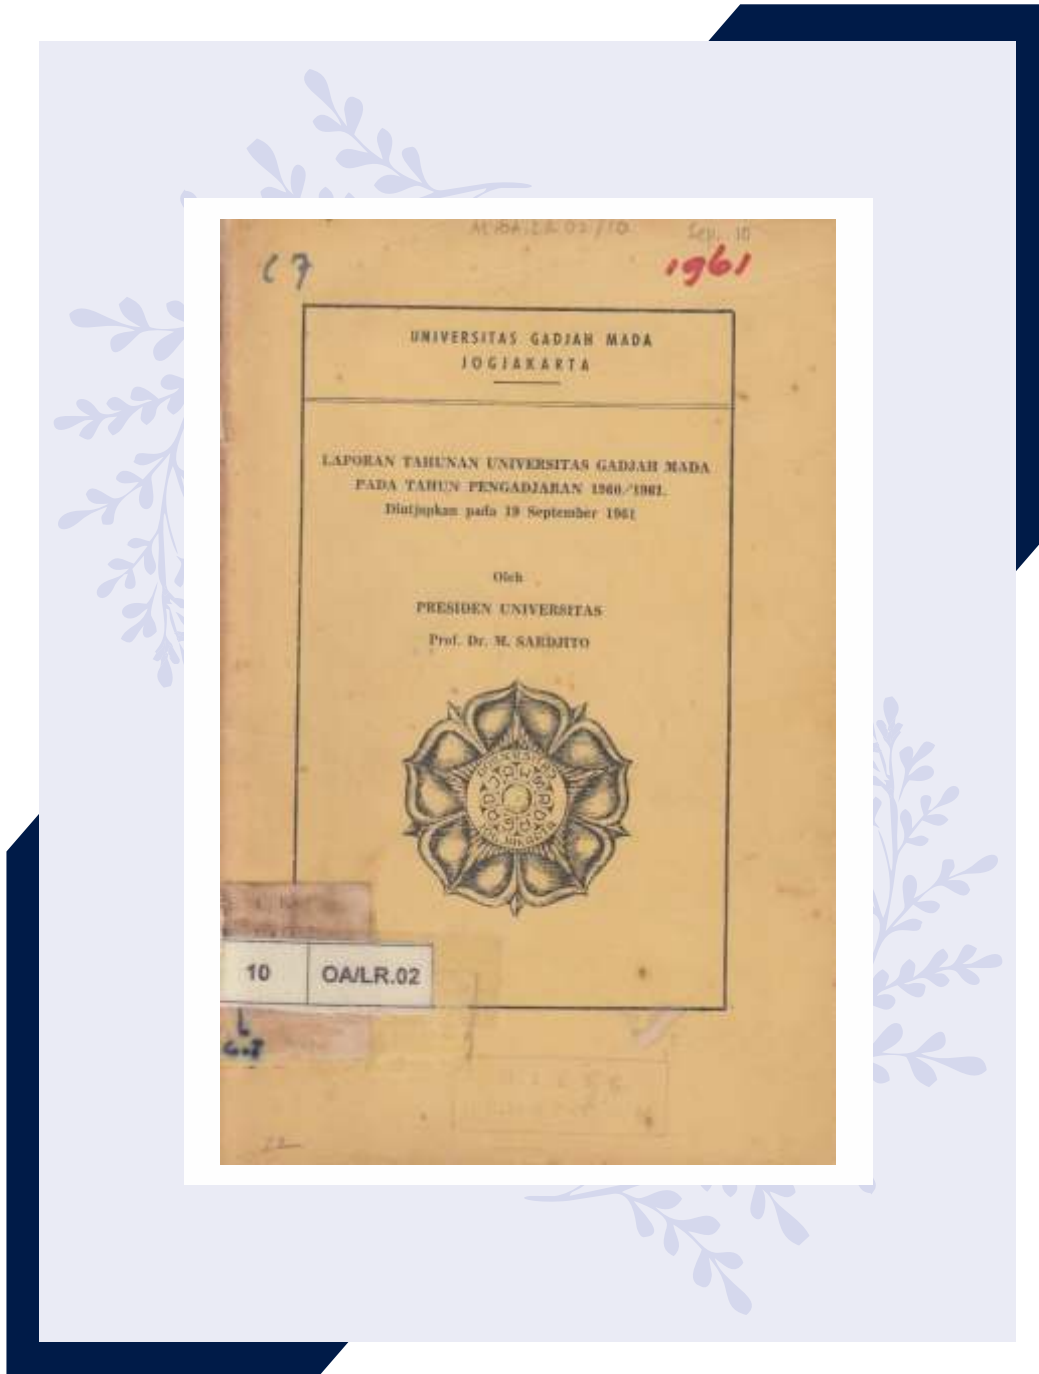 1961
UNIVERSITAS GADJAH MADA
JOGJAKARTA
LAPORAN TAHUNAN UNIVERSITAS GADJAH MADA
PADA TAHUN PENGADJARAN 1960/1961.
Diutjapkan pada 19 September 1961
Oleh
PRESIDEN UNIVERSITAS
Prof. Dr. M. SARDJITO
10 OA/LR.02